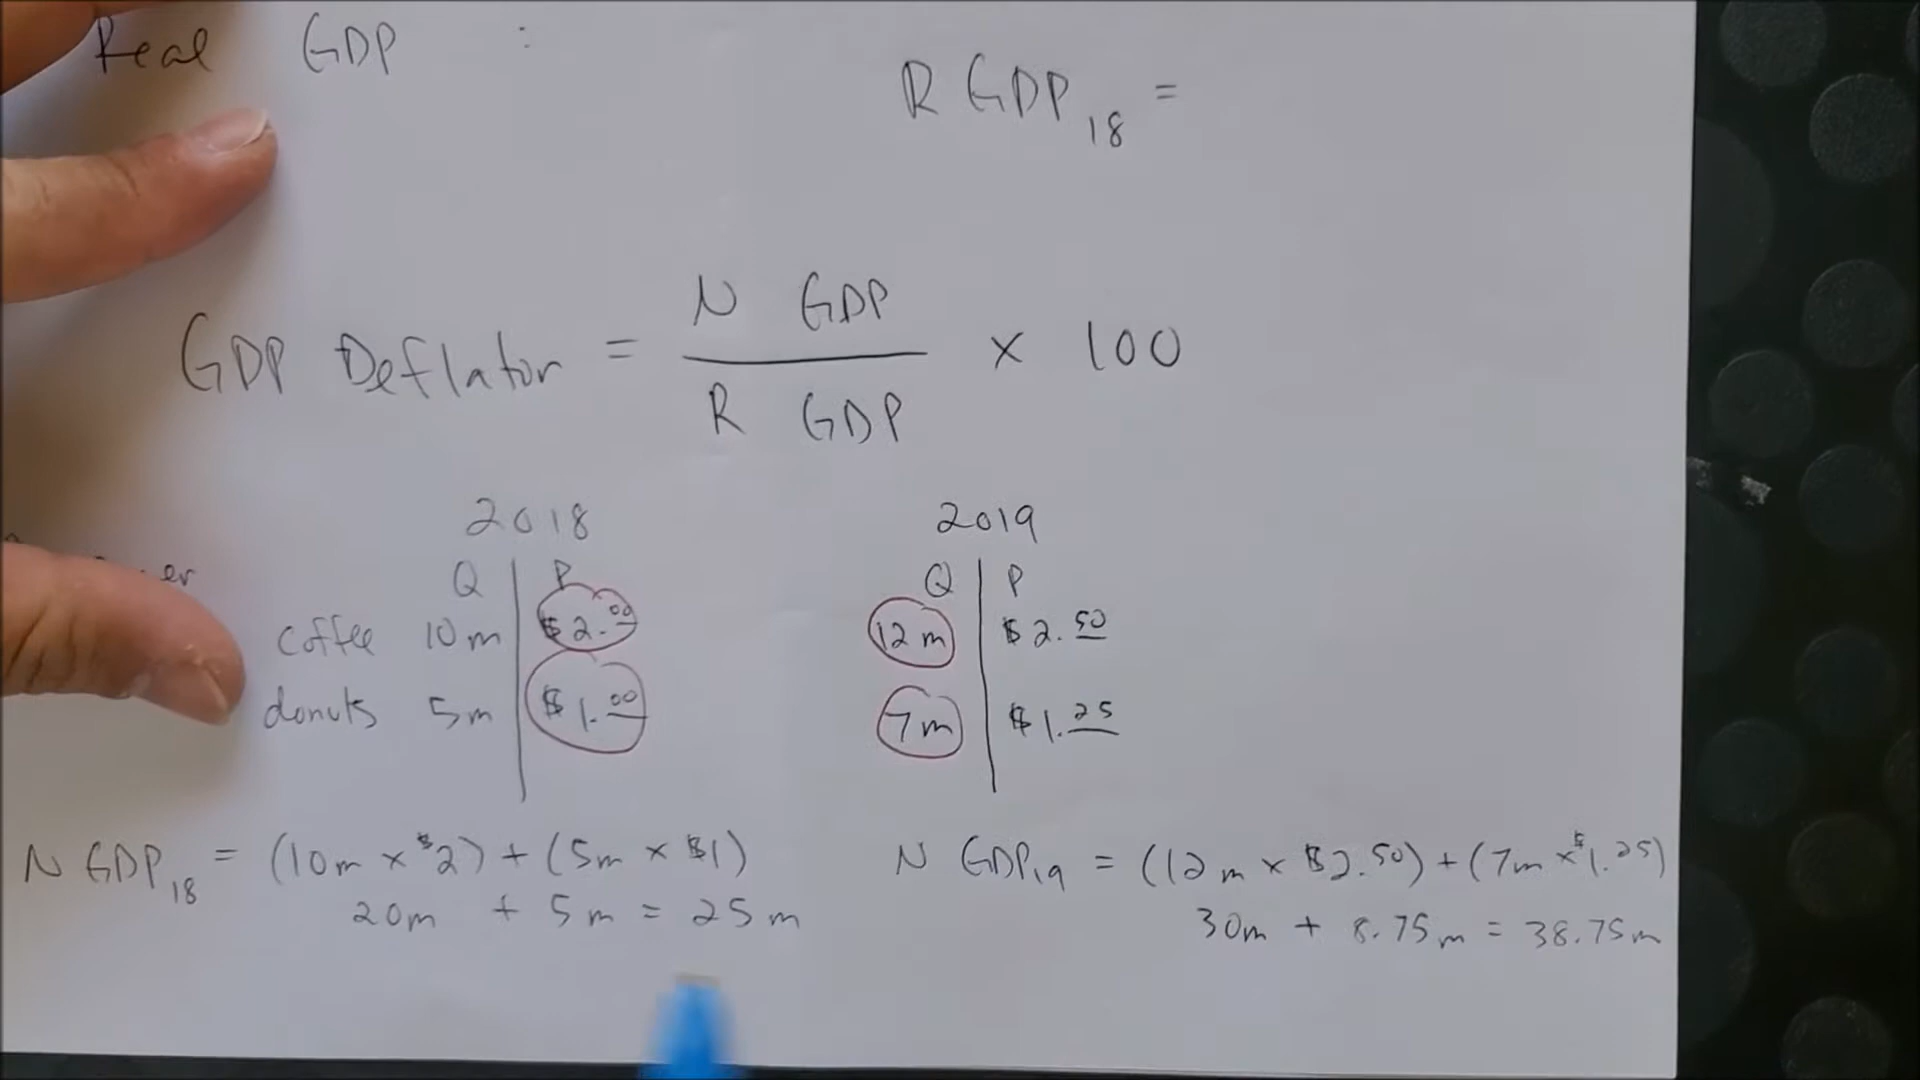 Real GDP :
R GDP 18 =
N GDP
GDP Deflator = ─── x 100
R GDP
2018 2019
Q P Q P
coffee 10m $2.00 12m $2.50
donuts 5m $1.00 7m $1.25
N GDP18 = (10m x $2) + (5m x $1)
20m + 5m = 25m
N GDP19 = (12m x $2.50) + (7m x $1.25)
30m + 8.75m = 38.75m